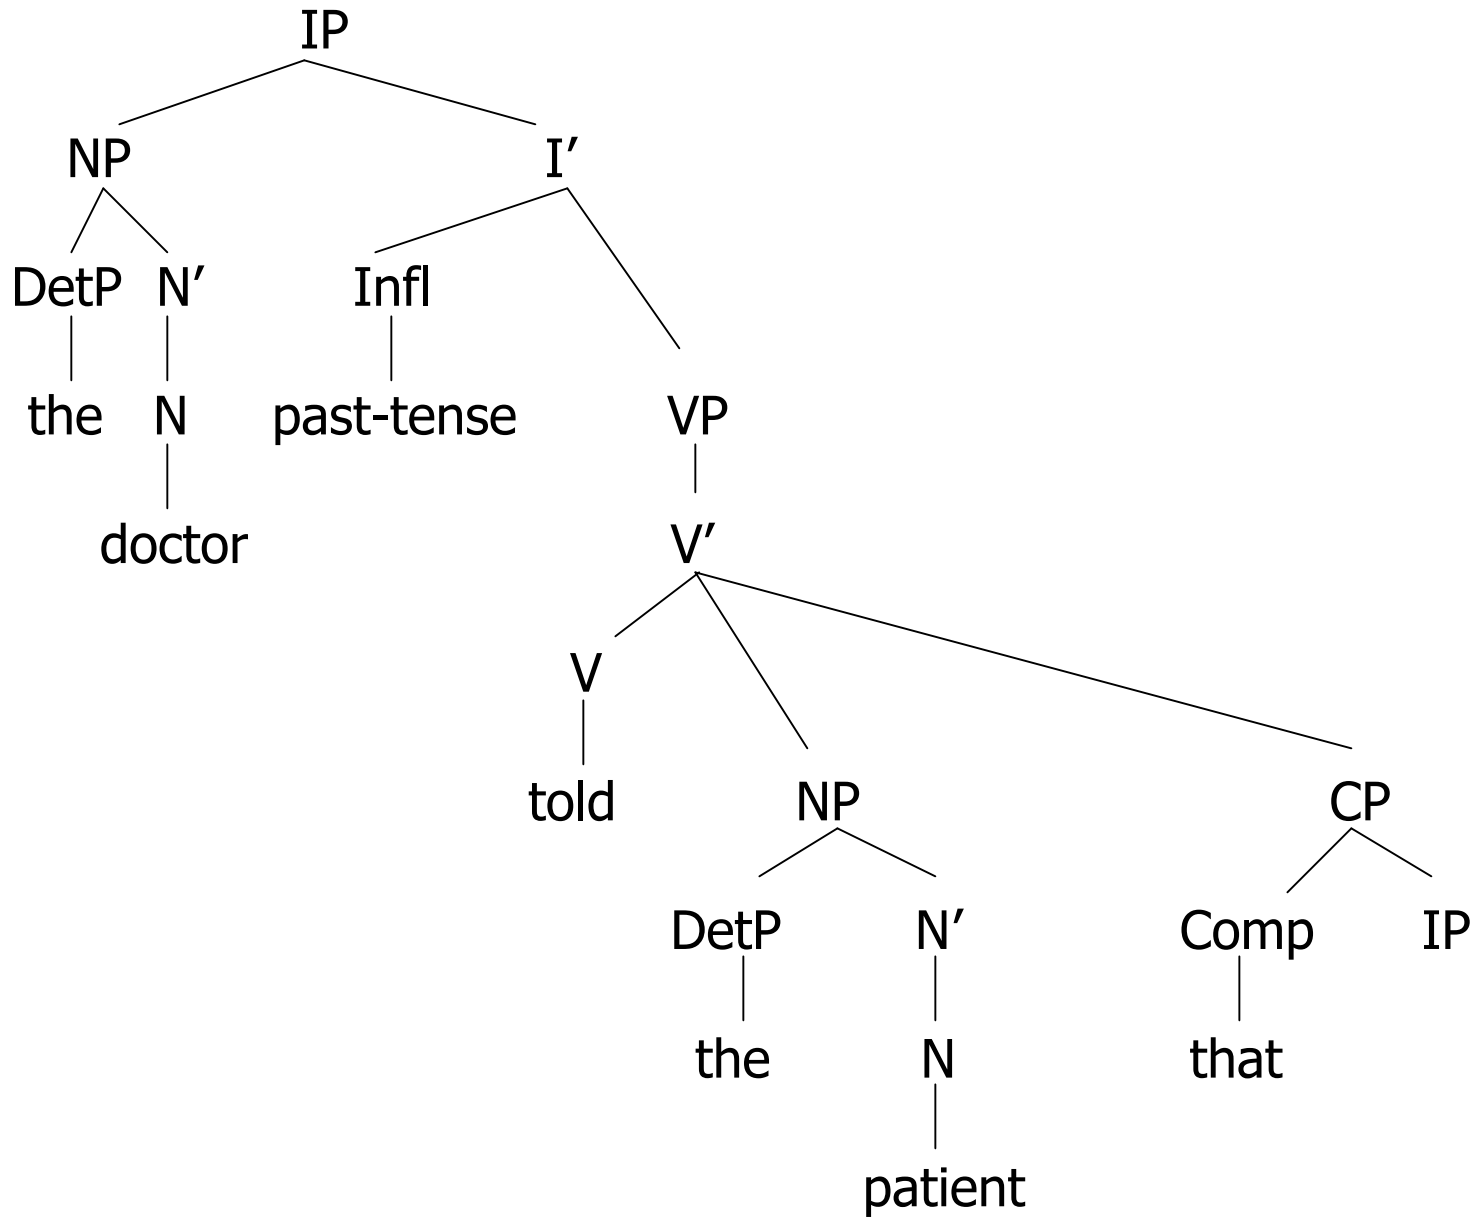 IP
NP I′
DetP N′ Infl
the N past-tense VP
doctor V′
V
told NP CP
DetP N′ Comp IP
the N that
patient